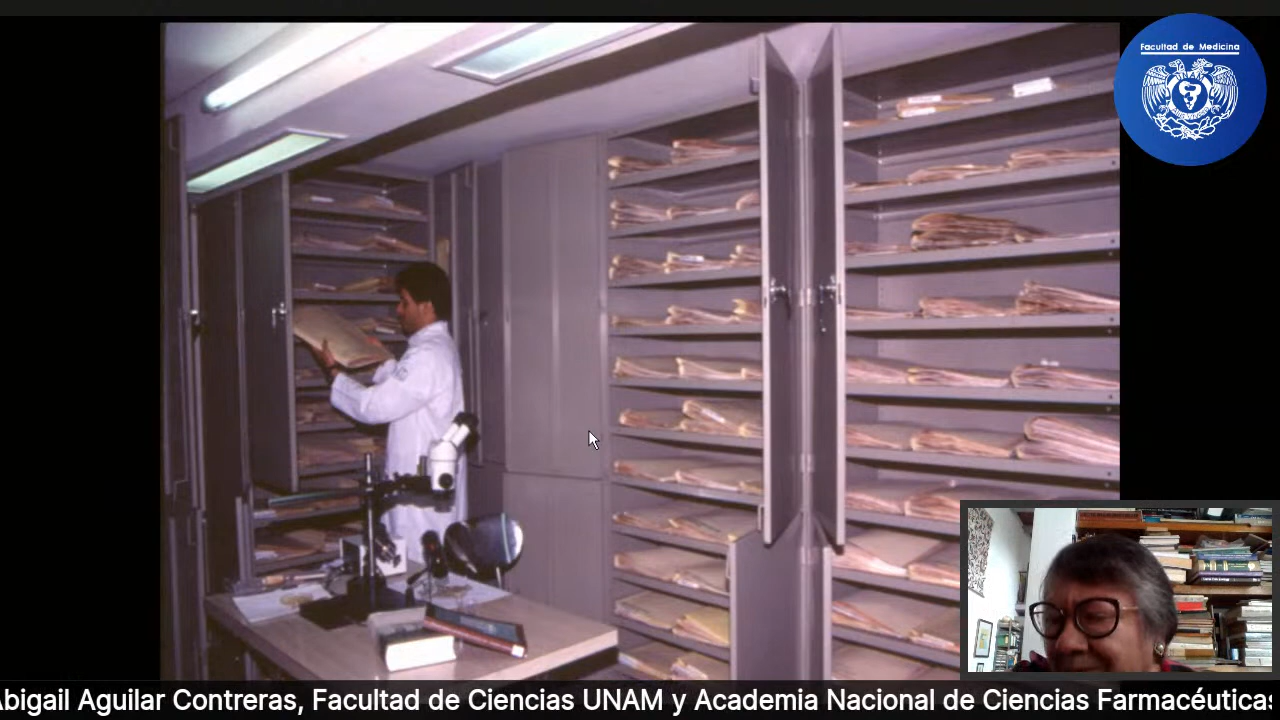 Facultad de Medicina
Abigail Aguilar Contreras, Facultad de Ciencias UNAM y Academia Nacional de Ciencias Farmacéuticas